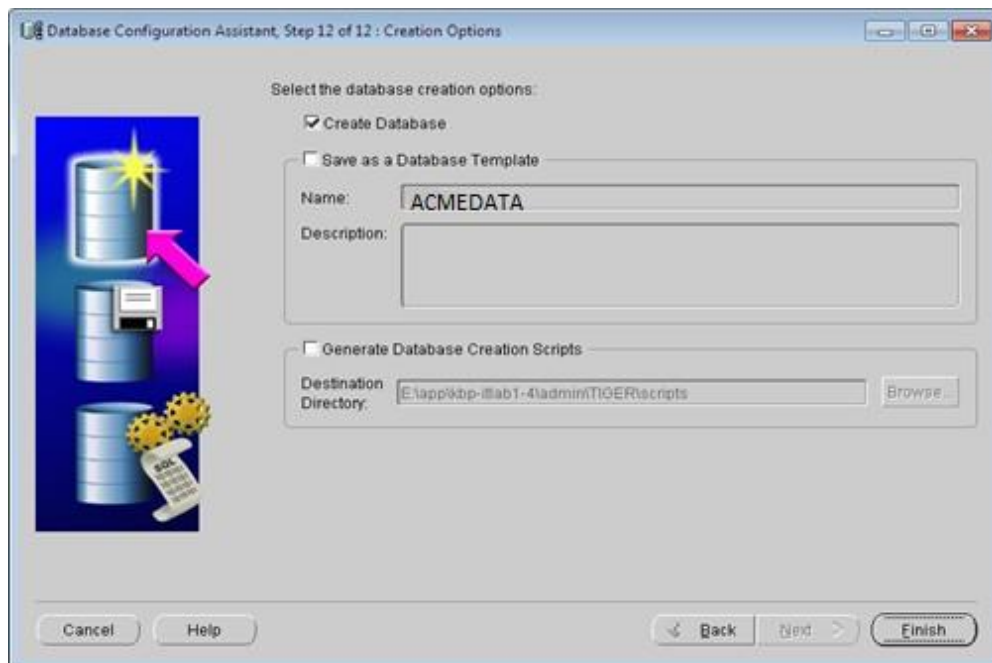 Database Configuration Assistant, Step 12 of 12 : Creation Options
Select the database creation options:
Create Database
Save as a Database Template
Name: ACMEDATA
Description:
Generate Database Creation Scripts
Destination
Directory: E:\app\kbp-itlab1-4\admin\TIGER\scripts Browse...
SQL
Cancel Help Back Next Finish